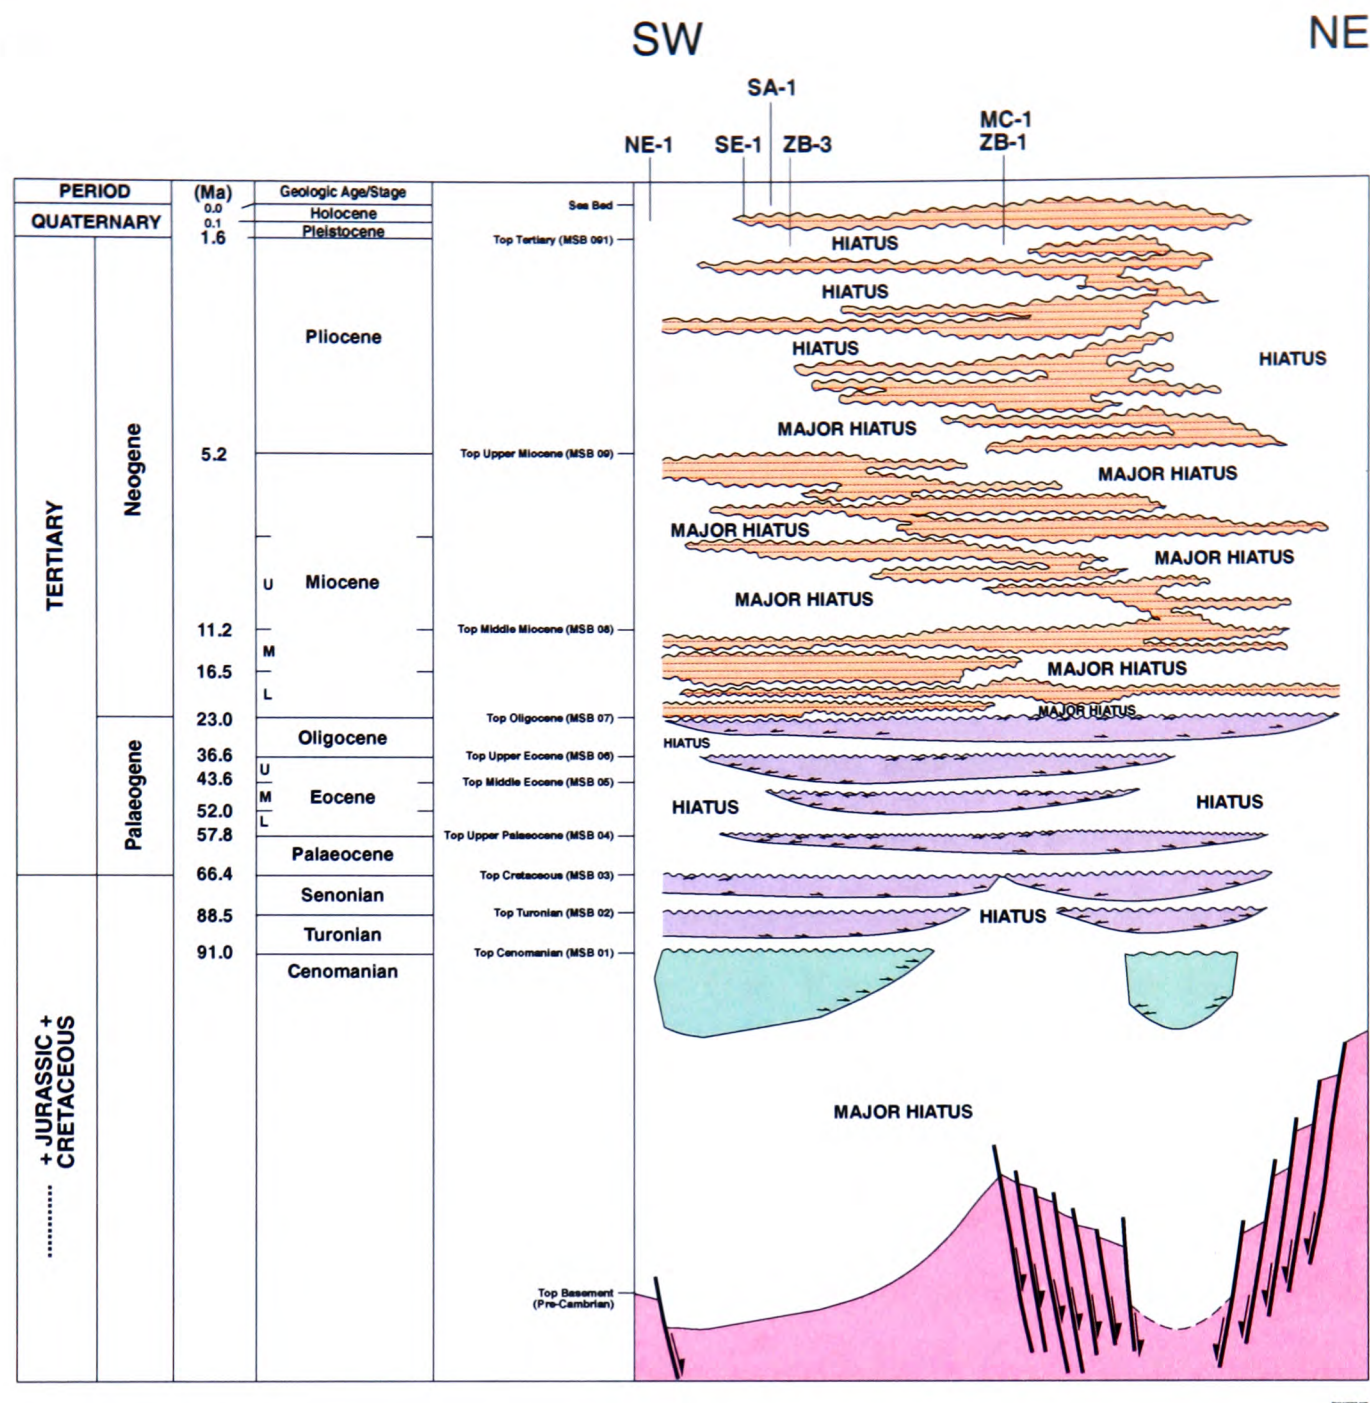 SW NE
SA-1
MC-1
NE-1 SE-1 ZB-3 ZB-1
PERIOD (Ma) Geologic Age/Stage
0.0 Sea Bed
QUATERNARY Holocene
0.1
Pleistocene
1.6 Top Tertiary (MSB 091)
HIATUS
HIATUS
Pliocene
HIATUS
HIATUS
MAJOR HIATUS
5.2 Top Upper Miocene (MSB 09)
MAJOR HIATUS
Neogene
TERTIARY
MAJOR HIATUS
MAJOR HIATUS
U Miocene
MAJOR HIATUS
11.2 Top Middle Miocene (MSB 08)
M
16.5 MAJOR HIATUS
L
MAJOR HIATUS
23.0 Top Oligocene (MSB 07)
Oligocene HIATUS
36.6 Top Upper Eocene (MSB 06)
U
43.6 Top Middle Eocene (MSB 05)
M Eocene HIATUS HIATUS
52.0
L
57.8 Top Upper Palaeocene (MSB 04)
Palaeogene
Palaeocene
66.4 Top Cretaceous (MSB 03)
Senonian
88.5 Top Turonian (MSB 02) HIATUS
Turonian
91.0 Top Cenomanian (MSB 01)
Cenomanian
+ JURASSIC +
............ CRETACEOUS
MAJOR HIATUS
Top Basement
(Pre-Cambrian)